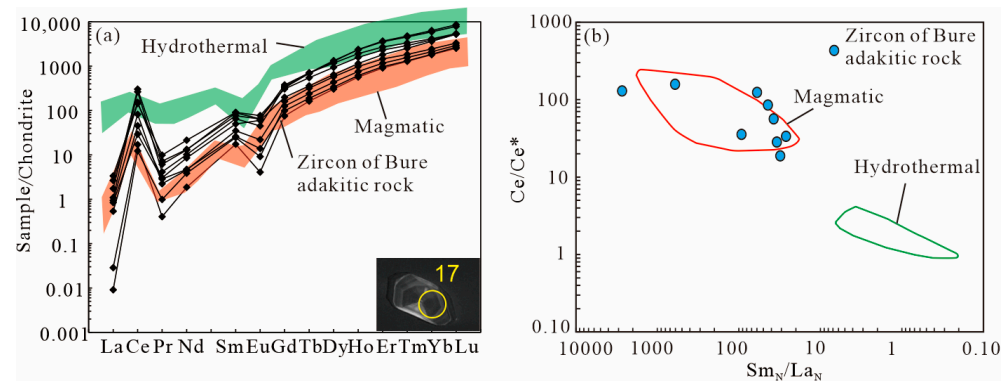 (a)
10,000
1000
100
10
1
0.1
0.01
0.001
Sample/Chondrite
Hydrothermal
Magmatic
Zircon of Bure
adakitic rock
17
La Ce Pr Nd Sm Eu Gd Tb Dy Ho Er Tm Yb Lu
(b)
1000
100
10
1
0.10
Ce/Ce*
Zircon of Bure
adakitic rock
Magmatic
Hydrothermal
10000 1000 100 10 1 0.10
SmN/LaN